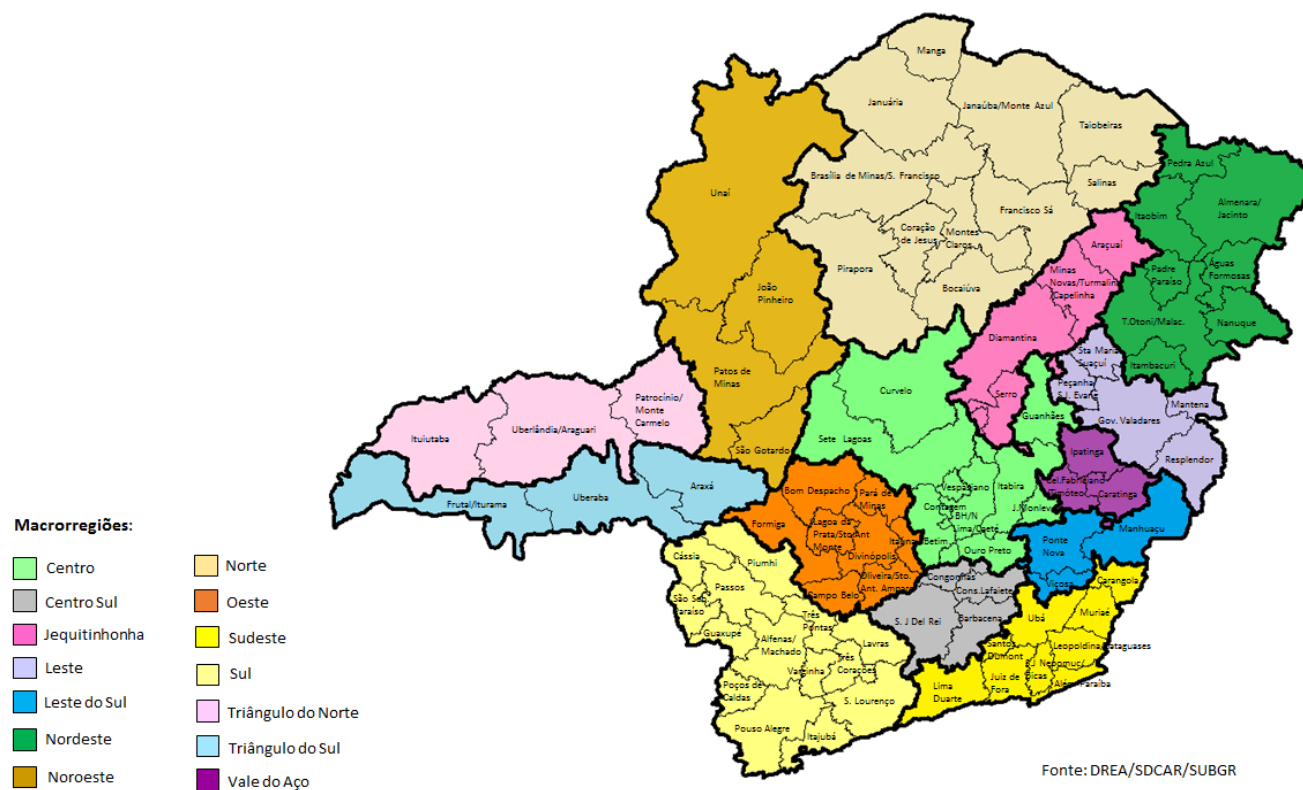 Manga
Januária
Janaúba/Monte Azul
Taiobeiras
Pedra Azul
Brasília de Minas/S. Francisco
Salinas
Unaí
Almenara/
Jacinto
Itaobim
Francisco Sá
Coração
de Jesus
Montes
Claros
Araçuaí
Padre
Paraíso
Águas
Formosas
Pirapora
Minas
Novas/Turmalin
Capelinha
João
Pinheiro
Bocaiúva
T.Otoni/Malac.
Nanuque
Diamantina
Sta Maria
Suaçuí
Itambacuri
Patos de
Minas
Curvelo
Peçanha
S.J. Evang
Serro
Patrocínio/
Monte
Carmelo
Mantena
Guanhães
Gov. Valadares
Uberlândia/Araguari
Ituiutaba
Sete Lagoas
São Gotardo
Ipatinga
Resplendor
Araxá
Vespasiano
Itabira
Cel.Fabriciano
Timóteo
Caratinga
Bom Despacho
Pará de
Minas
Uberaba
Frutal/Iturama
Contagem
BH/N
Lima/Caeté
J.Monlev
Formiga
Lagoa da
Prata/Sto Ant
Monte
Manhuaçu
Ponte
Nova
Itaúna
Betim
Ouro Preto
Divinópolis
Cássia
Piumhi
Oliveira/Sto.
Ant. Ampar
Congonhas
Viçosa
Carangola
Passos
Campo Belo
Cons.Lafaiete
São Seb
Paraíso
Três
Pontas
S. J Del Rei
Barbacena
Ubá
Muriaé
Guaxupé
Alfenas/
Machado
Lavras
Santos
Dumont
Leopoldina/Cataguases
Três
Corações
Varginha
S.J Nepomuc/
Bicas
Poços de
Caldas
Lima
Duarte
Juiz de
Fora
Além Paraíba
S. Lourenço
Pouso Alegre
Itajubá
Macrorregiões:
Centro
Centro Sul
Jequitinhonha
Leste
Leste do Sul
Nordeste
Noroeste
Norte
Oeste
Sudeste
Sul
Triângulo do Norte
Triângulo do Sul
Vale do Aço
Fonte: DREA/SDCAR/SUBGR